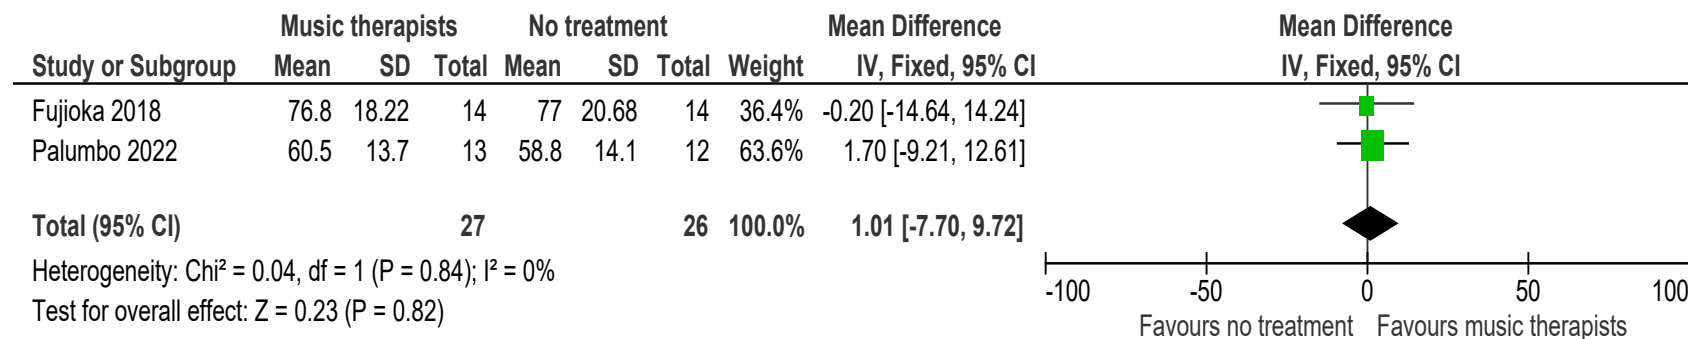 Music therapists No treatment Mean Difference Mean Difference
Study or Subgroup Mean SD Total Mean SD Total Weight IV, Fixed, 95% CI IV, Fixed, 95% CI
Fujioka 2018 76.8 18.22 14 77 20.68 14 36.4% -0.20 [-14.64, 14.24]
Palumbo 2022 60.5 13.7 13 58.8 14.1 12 63.6% 1.70 [-9.21, 12.61]
Total (95% CI) 27 26 100.0% 1.01 [-7.70, 9.72]
Heterogeneity: Chi² = 0.04, df = 1 (P = 0.84); I² = 0%
Test for overall effect: Z = 0.23 (P = 0.82)
-100 -50 0 50 100
Favours no treatment Favours music therapists